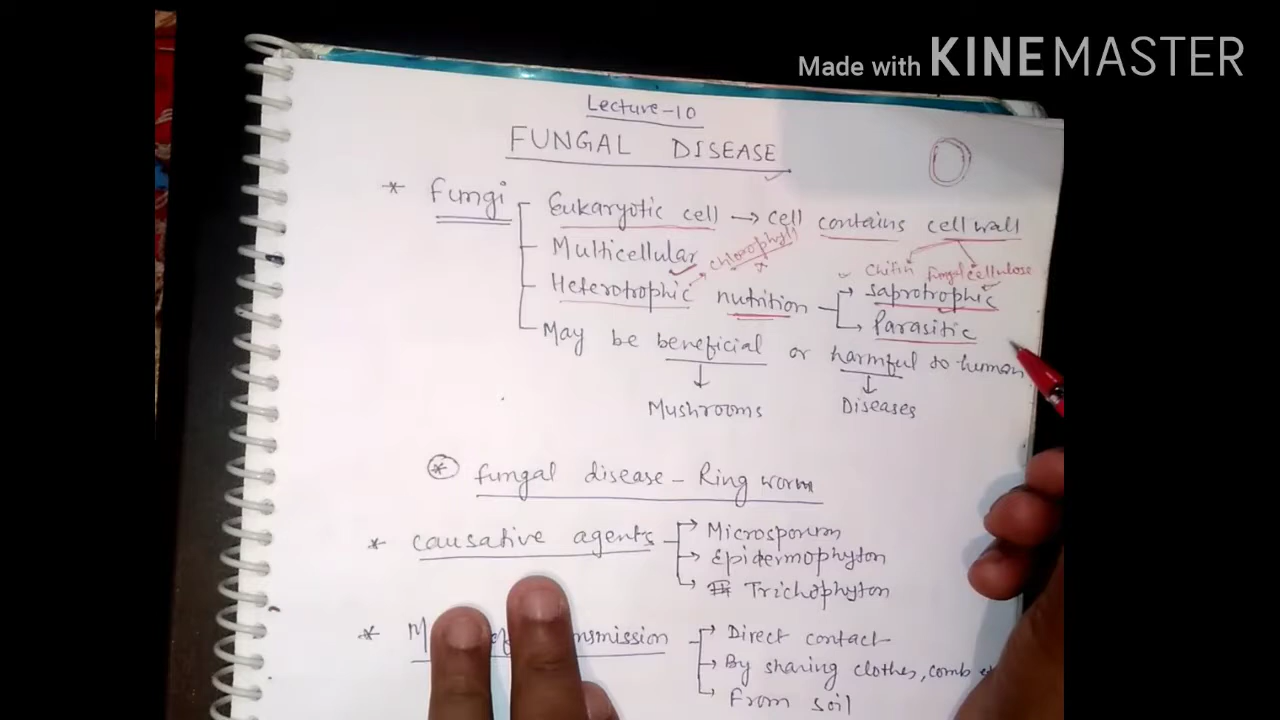 Made with KINEMASTER
Lecture-10
FUNGAL DISEASE
* Fungi
Eukaryotic cell → cell contains cell wall
Chitin fungal cellulose
Multicellular
chlorophyll x
Heterotrophic nutrition
→ Saprotrophic
→ Parasitic
May be beneficial or harmful to human
↓ ↓
Mushrooms Diseases
* fungal disease - Ring worm
* causative agents
→ Microsporum
→ Epidermophyton
→ Trichophyton
* M of nsmission
→ Direct contact
→ By sharing clothes, comb
→ From soil